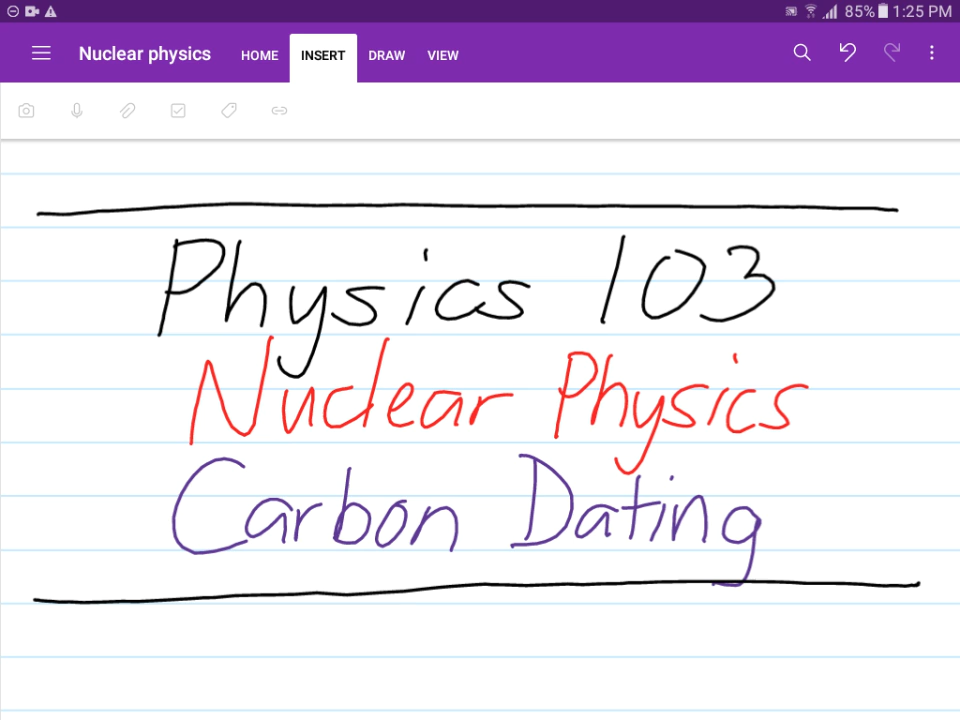 85% 1:25 PM
Nuclear physics HOME INSERT DRAW VIEW
Physics 103
Nuclear Physics
Carbon Dating